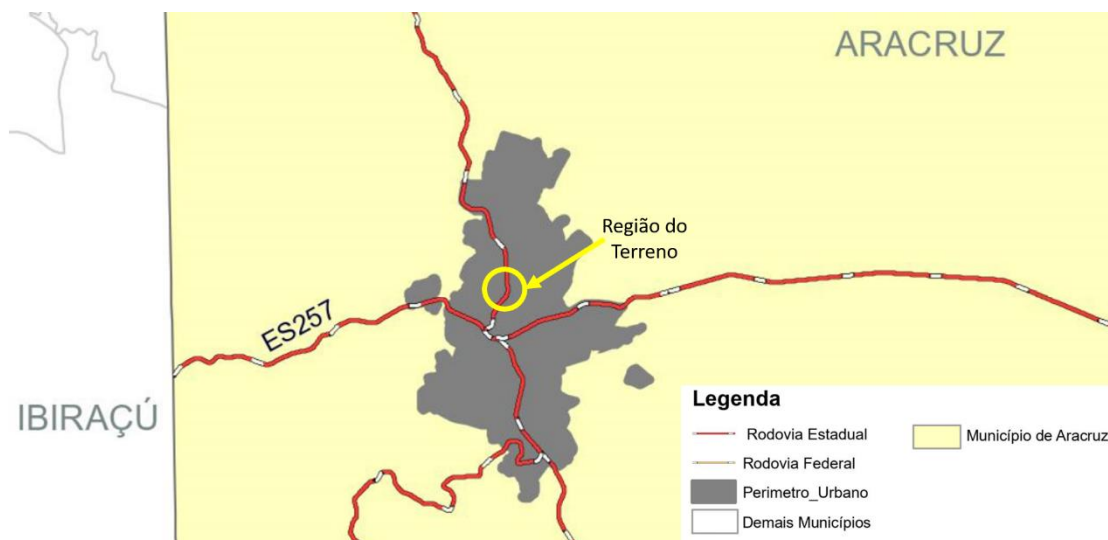 ARACRUZ
Região do
Terreno
ES257
IBIRAÇÚ
Legenda
Rodovia Estadual
Rodovia Federal
Perimetro_Urbano
Demais Municípios
Município de Aracruz